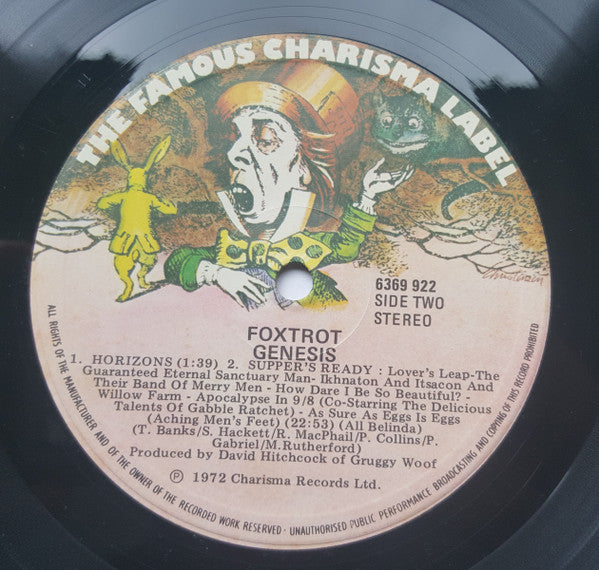 THE FAMOUS CHARISMA LABEL
6369 922
SIDE TWO
STEREO
FOXTROT
GENESIS
1. HORIZONS (1:39) 2. SUPPER'S READY : Lover's Leap-The
Guaranteed Eternal Sanctuary Man- Ikhnaton And Itsacon And
Their Band Of Merry Men - How Dare I Be So Beautiful? -
Willow Farm - Apocalypse In 9/8 (Co-Starring The Delicious
Talents Of Gabble Ratchet) - As Sure As Eggs Is Eggs
(Aching Men's Feet) (22:53) (All Belinda)
(T. Banks/S. Hackett/R. MacPhail/P. Collins/P.
Gabriel/M.Rutherford)
Produced by David Hitchcock of Gruggy Woof
Ⓟ 1972 Charisma Records Ltd.
ALL RIGHTS OF THE MANUFACTURER AND OF THE OWNER OF THE RECORDED WORK RESERVED · UNAUTHORISED PUBLIC PERFORMANCE BROADCASTING AND COPYING OF THIS RECORD PROHIBITED